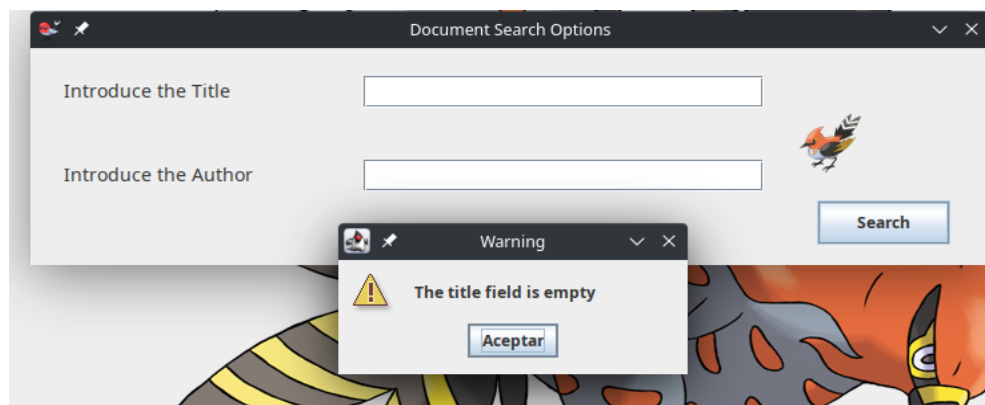 Document Search Options
Introduce the Title
Introduce the Author
Search
Warning
The title field is empty
Aceptar